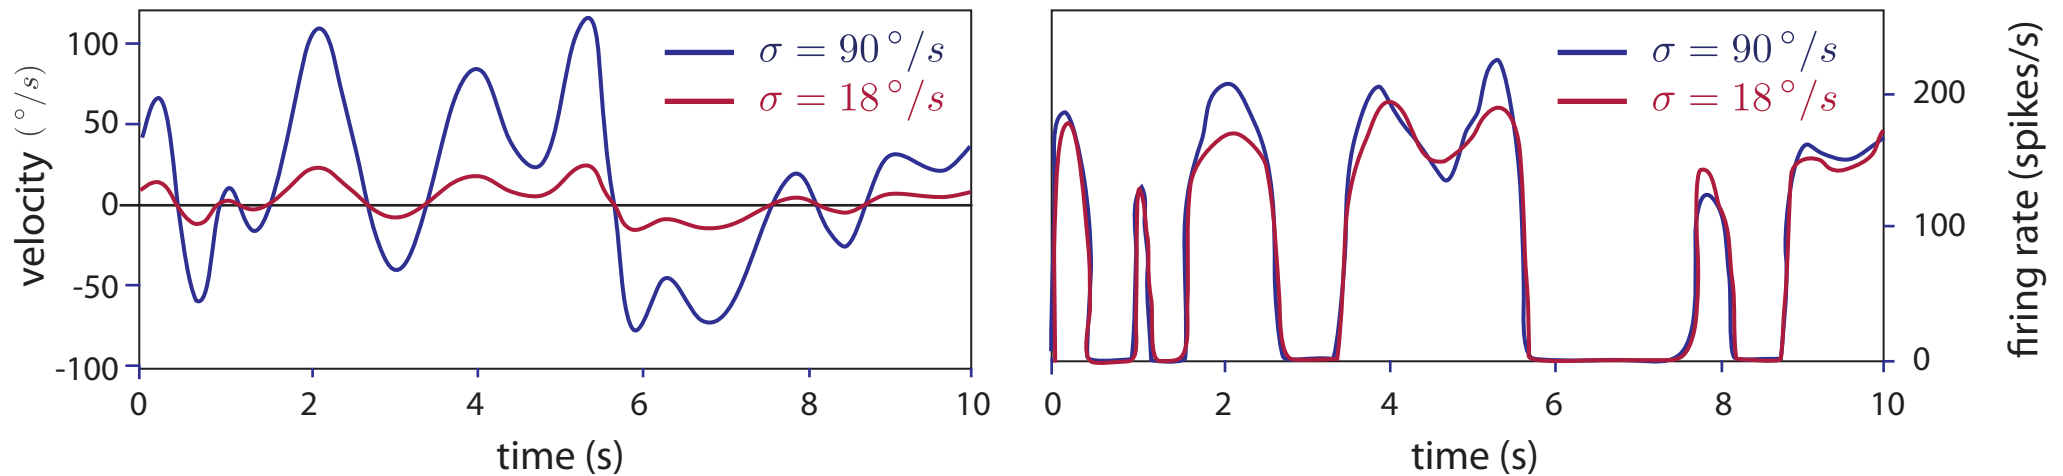 velocity (°/s)
100
50
0
-50
-100
0 2 4 6 8 10
time (s)
σ = 90 °/s
σ = 18 °/s
σ = 90 °/s
σ = 18 °/s
200
100
0
0 2 4 6 8 10
time (s)
firing rate (spikes/s)